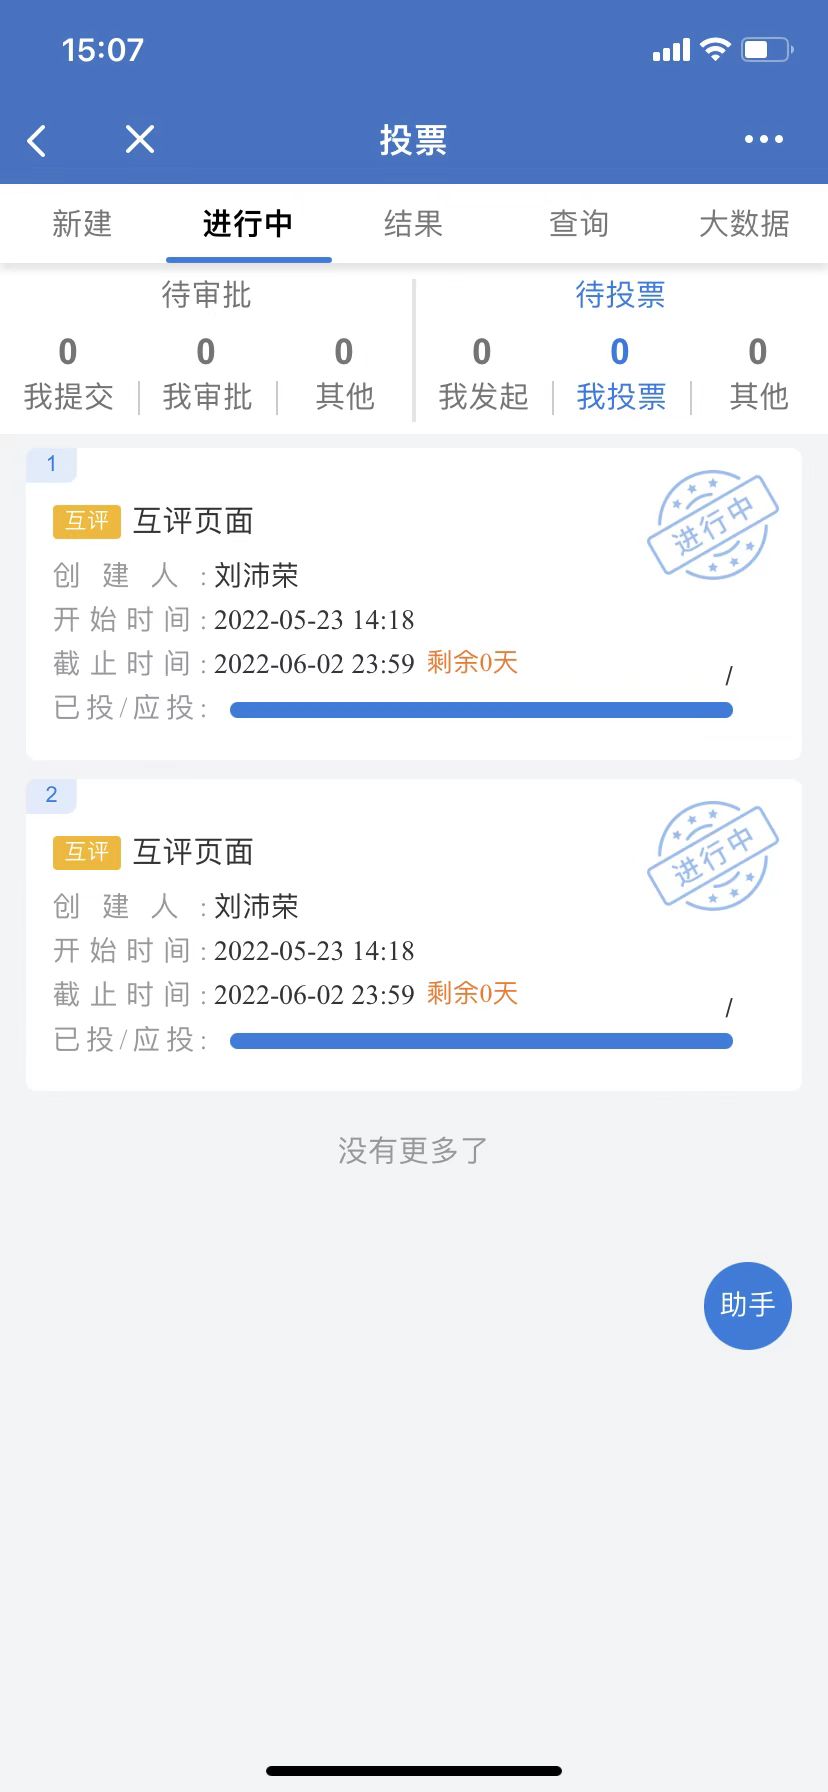 15:07
投票
新建 进行中 结果 查询 大数据
待审批 待投票
0 0 0 0 0 0
我提交 我审批 其他 我发起 我投票 其他
1
互评 互评页面
进行中
创 建 人 : 刘沛荣
开始时间 : 2022-05-23 14:18
截止时间 : 2022-06-02 23:59 剩余0天
/
已投/应投 :
2
互评 互评页面
进行中
创 建 人 : 刘沛荣
开始时间 : 2022-05-23 14:18
截止时间 : 2022-06-02 23:59 剩余0天
/
已投/应投 :
没有更多了
助手